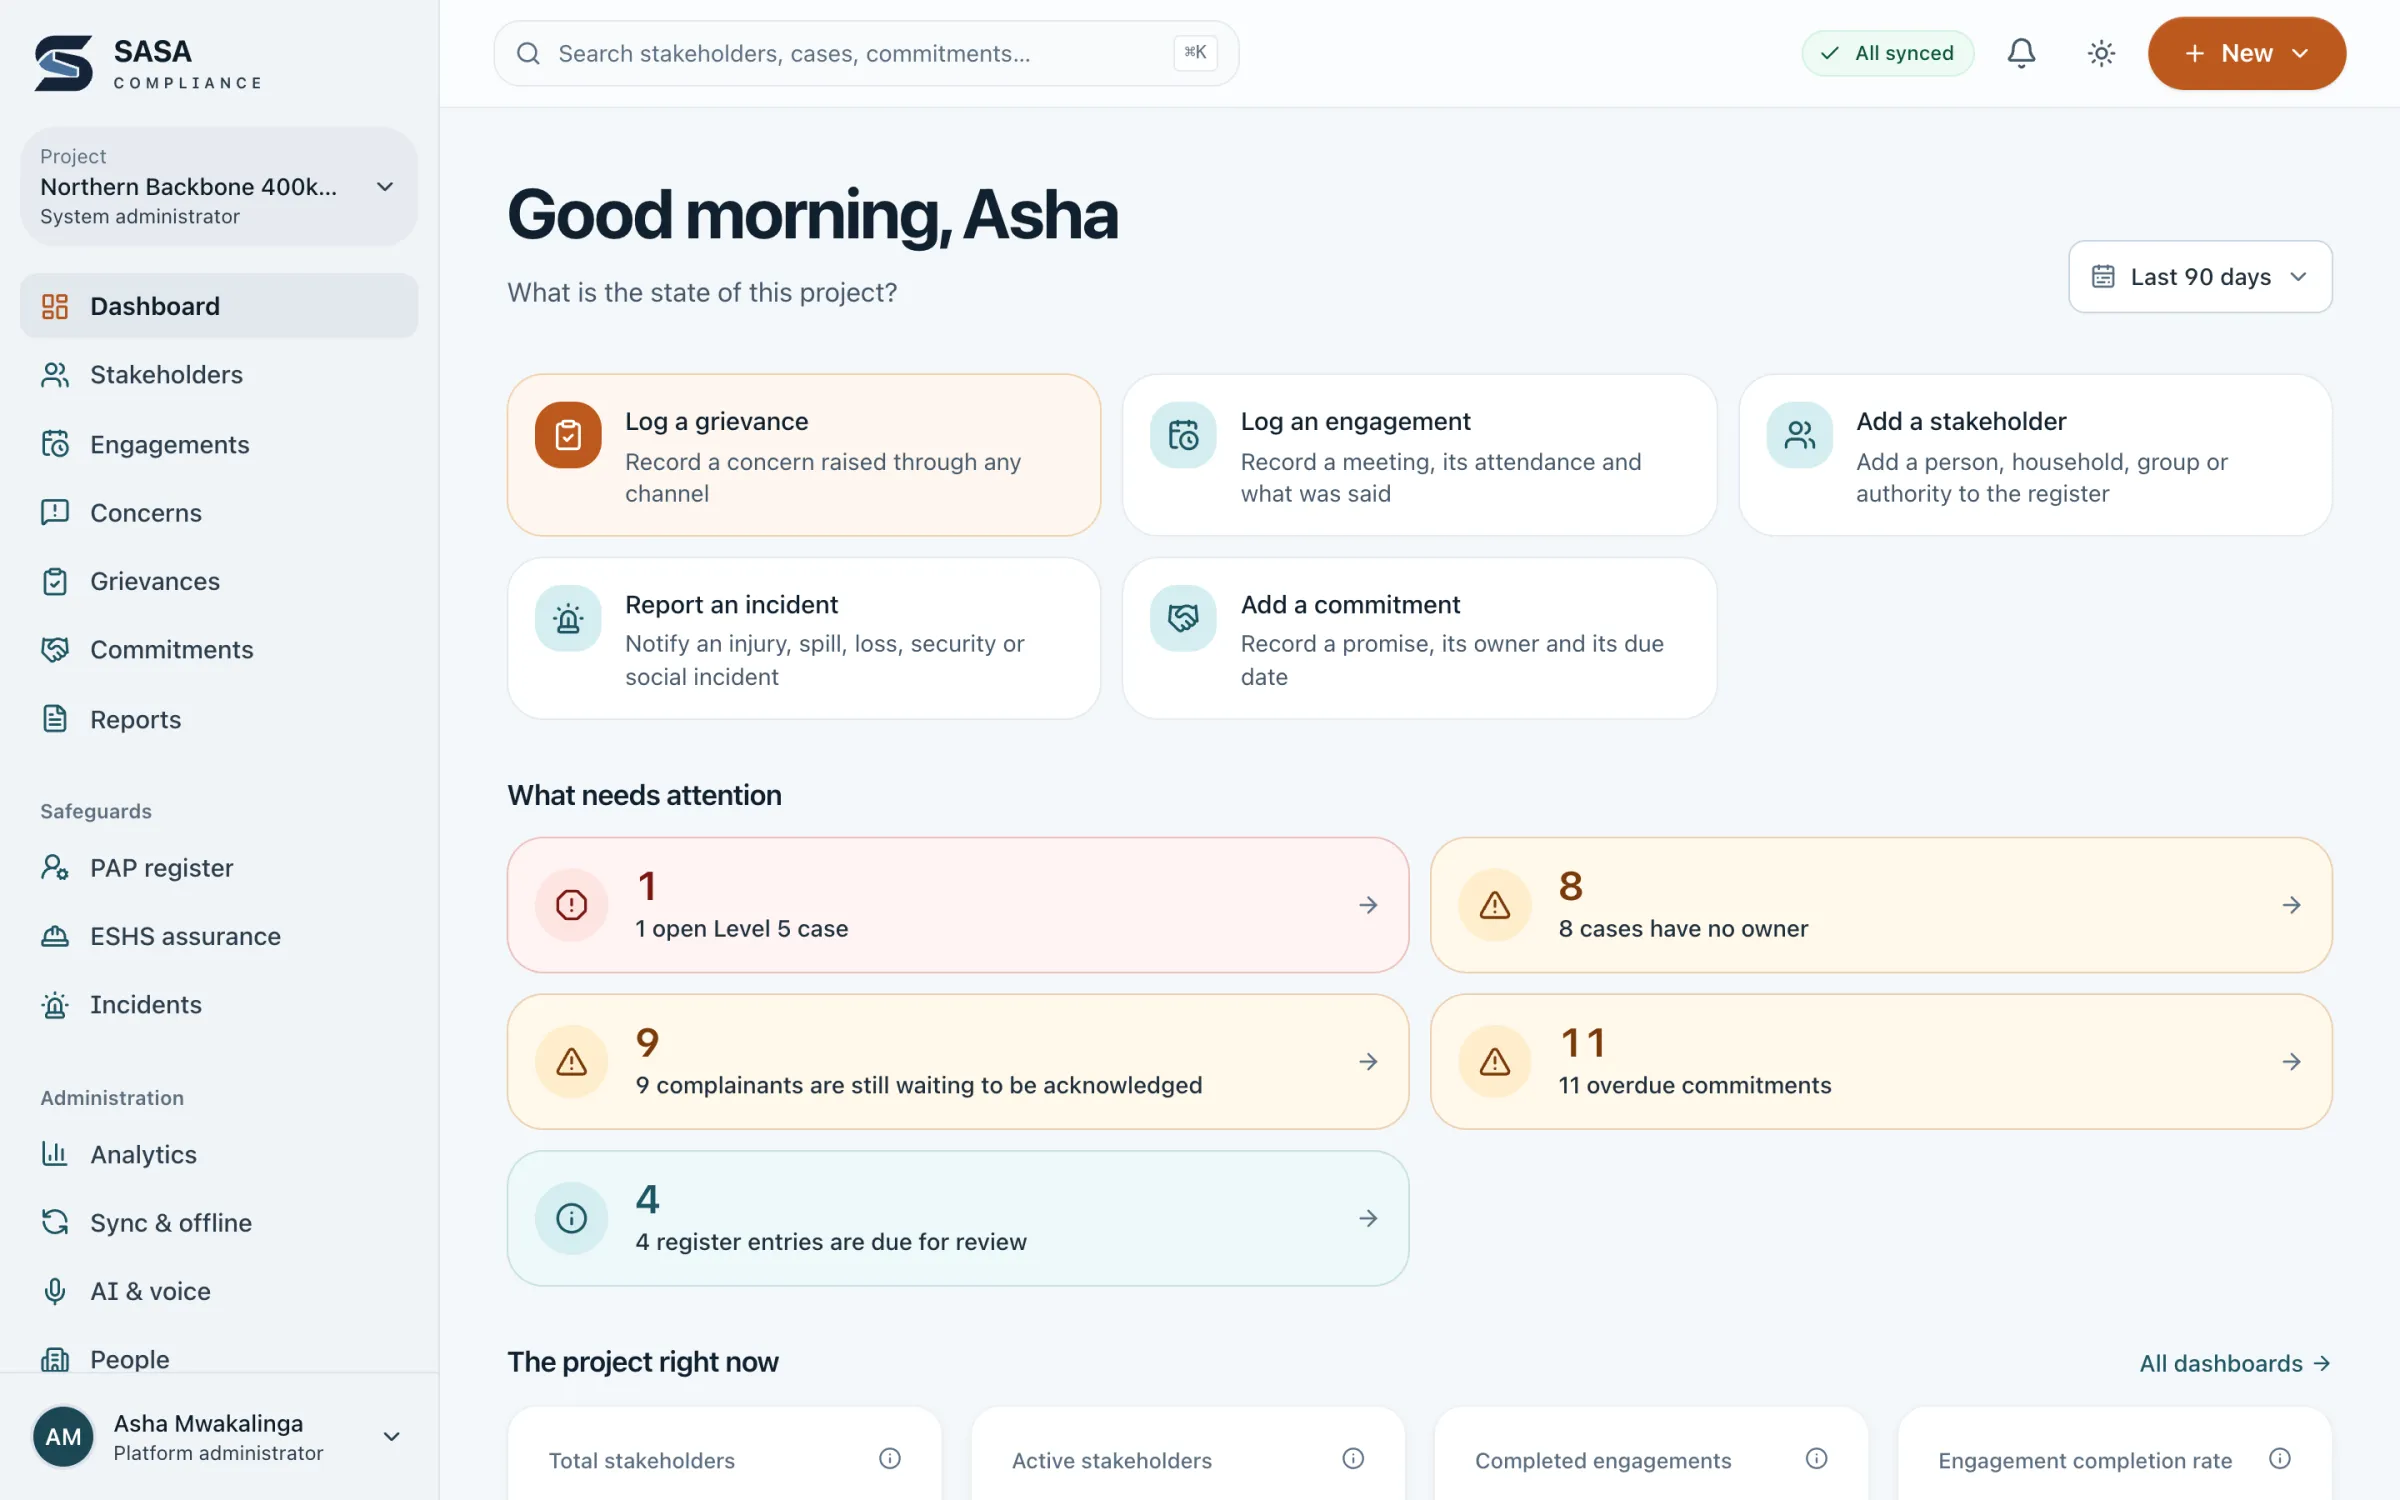 SASA
COMPLIANCE
Project
Northern Backbone 400k...
System administrator
Dashboard
Stakeholders
Engagements
Concerns
Grievances
Commitments
Reports
Safeguards
PAP register
ESHS assurance
Incidents
Administration
Analytics
Sync & offline
AI & voice
People
AM
Asha Mwakalinga
Platform administrator
Search stakeholders, cases, commitments...
⌘K
All synced
New
Good morning, Asha
What is the state of this project?
Last 90 days
Log a grievance
Record a concern raised through any
channel
Log an engagement
Record a meeting, its attendance and
what was said
Add a stakeholder
Add a person, household, group or
authority to the register
Report an incident
Notify an injury, spill, loss, security or
social incident
Add a commitment
Record a promise, its owner and its due
date
What needs attention
1
1 open Level 5 case
8
8 cases have no owner
9
9 complainants are still waiting to be acknowledged
11
11 overdue commitments
4
4 register entries are due for review
The project right now
All dashboards
Total stakeholders
Active stakeholders
Completed engagements
Engagement completion rate